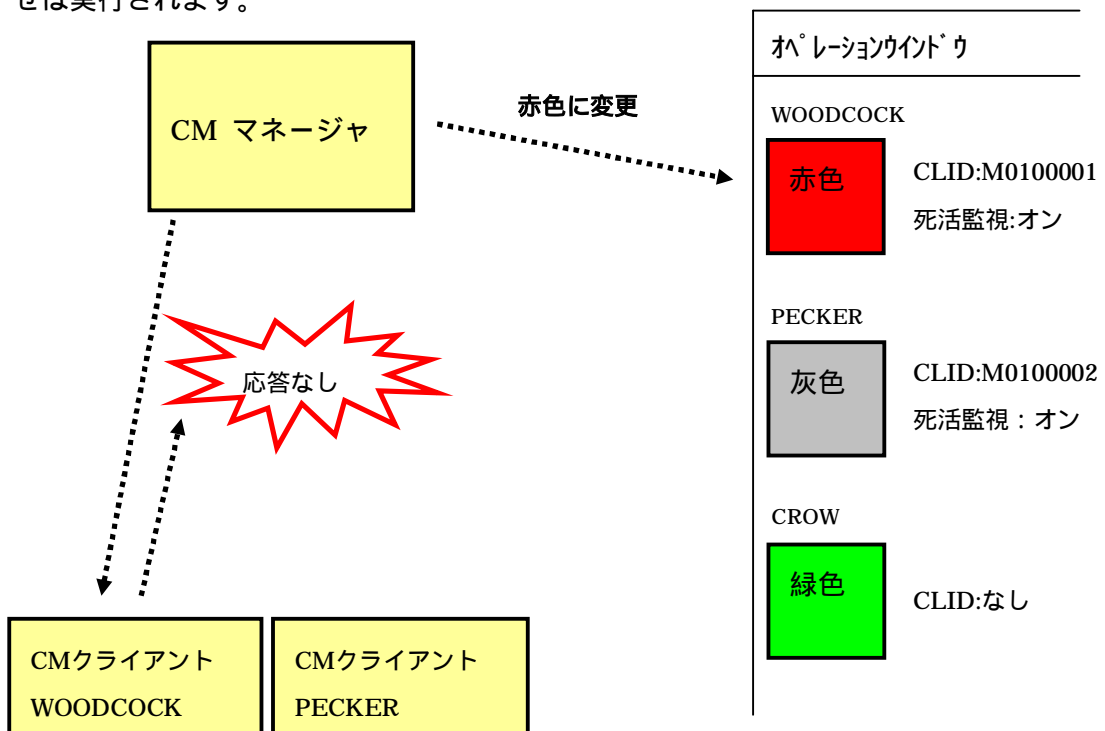 せは実行されます。
CM マネージャ
赤色に変更
応答なし
CMクライアント
WOODCOCK
CMクライアント
PECKER
ｵﾍﾟﾚｰｼｮﾝｳｲﾝﾄﾞｳ
WOODCOCK
赤色
CLID:M0100001
死活監視:オン
PECKER
灰色
CLID:M0100002
死活監視：オン
CROW
緑色
CLID:なし